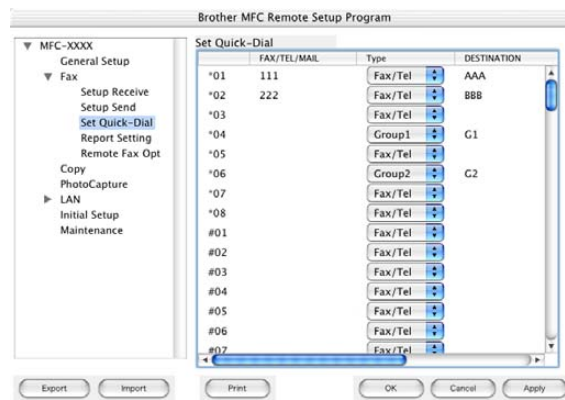 Brother MFC Remote Setup Program
MFC-XXXX
General Setup
Fax
Setup Receive
Setup Send
Set Quick-Dial
Report Setting
Remote Fax Opt
Copy
PhotoCapture
LAN
Initial Setup
Maintenance
Set Quick-Dial
FAX/TEL/MAIL Type DESTINATION
*01 111 Fax/Tel AAA
*02 222 Fax/Tel BBB
*03 Fax/Tel
*04 Group1 G1
*05 Fax/Tel
*06 Group2 G2
*07 Fax/Tel
*08 Fax/Tel
#01 Fax/Tel
#02 Fax/Tel
#03 Fax/Tel
#04 Fax/Tel
#05 Fax/Tel
#06 Fax/Tel
#07 Fax/Tel
Export Import Print OK Cancel Apply